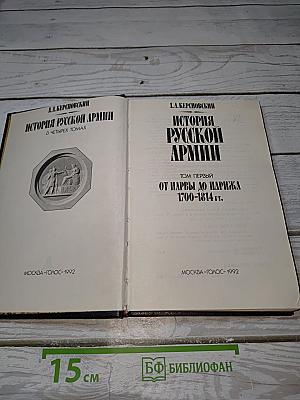 А.А.КЕРСНОВСКИЙ
ИСТОРИЯ РУССКОЙ АРМИИ
В ЧЕТЫРЕХ ТОМАХ
МОСКВА «ГОЛОС» 1992
А.А.КЕРСНОВСКИЙ
ИСТОРИЯ
РУССКОЙ
АРМИИ
ТОМ ПЕРВЫЙ
ОТ НАРВЫ ДО ПАРИЖА
1700-1814 гг.
МОСКВА «ГОЛОС» 1992
15 см
БФ БИБЛИОФАН